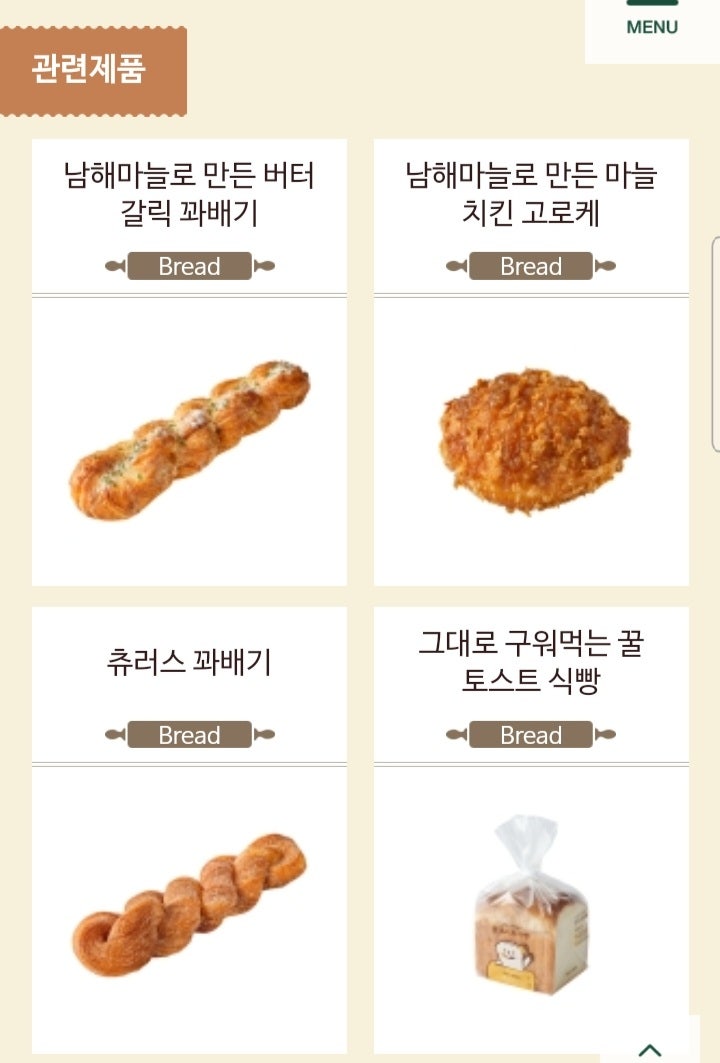 MENU
관련제품
남해마늘로 만든 버터
갈릭 꽈배기
Bread
남해마늘로 만든 마늘
치킨 고로케
Bread
츄러스 꽈배기
Bread
그대로 구워먹는 꿀
토스트 식빵
Bread